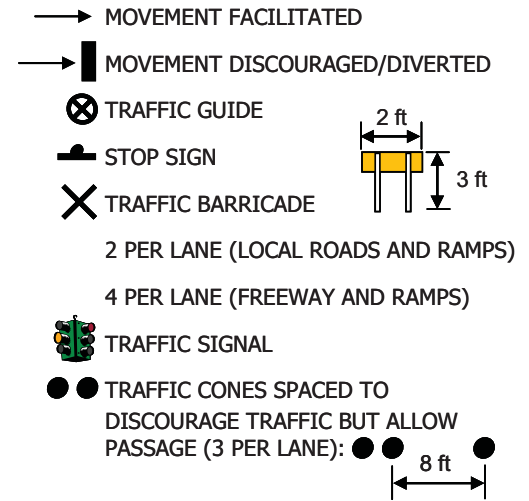 MOVEMENT FACILITATED
MOVEMENT DISCOURAGED/DIVERTED
TRAFFIC GUIDE
2 ft
STOP SIGN
3 ft
TRAFFIC BARRICADE
2 PER LANE (LOCAL ROADS AND RAMPS)
4 PER LANE (FREEWAY AND RAMPS)
TRAFFIC SIGNAL
TRAFFIC CONES SPACED TO
DISCOURAGE TRAFFIC BUT ALLOW
PASSAGE (3 PER LANE):
8 ft